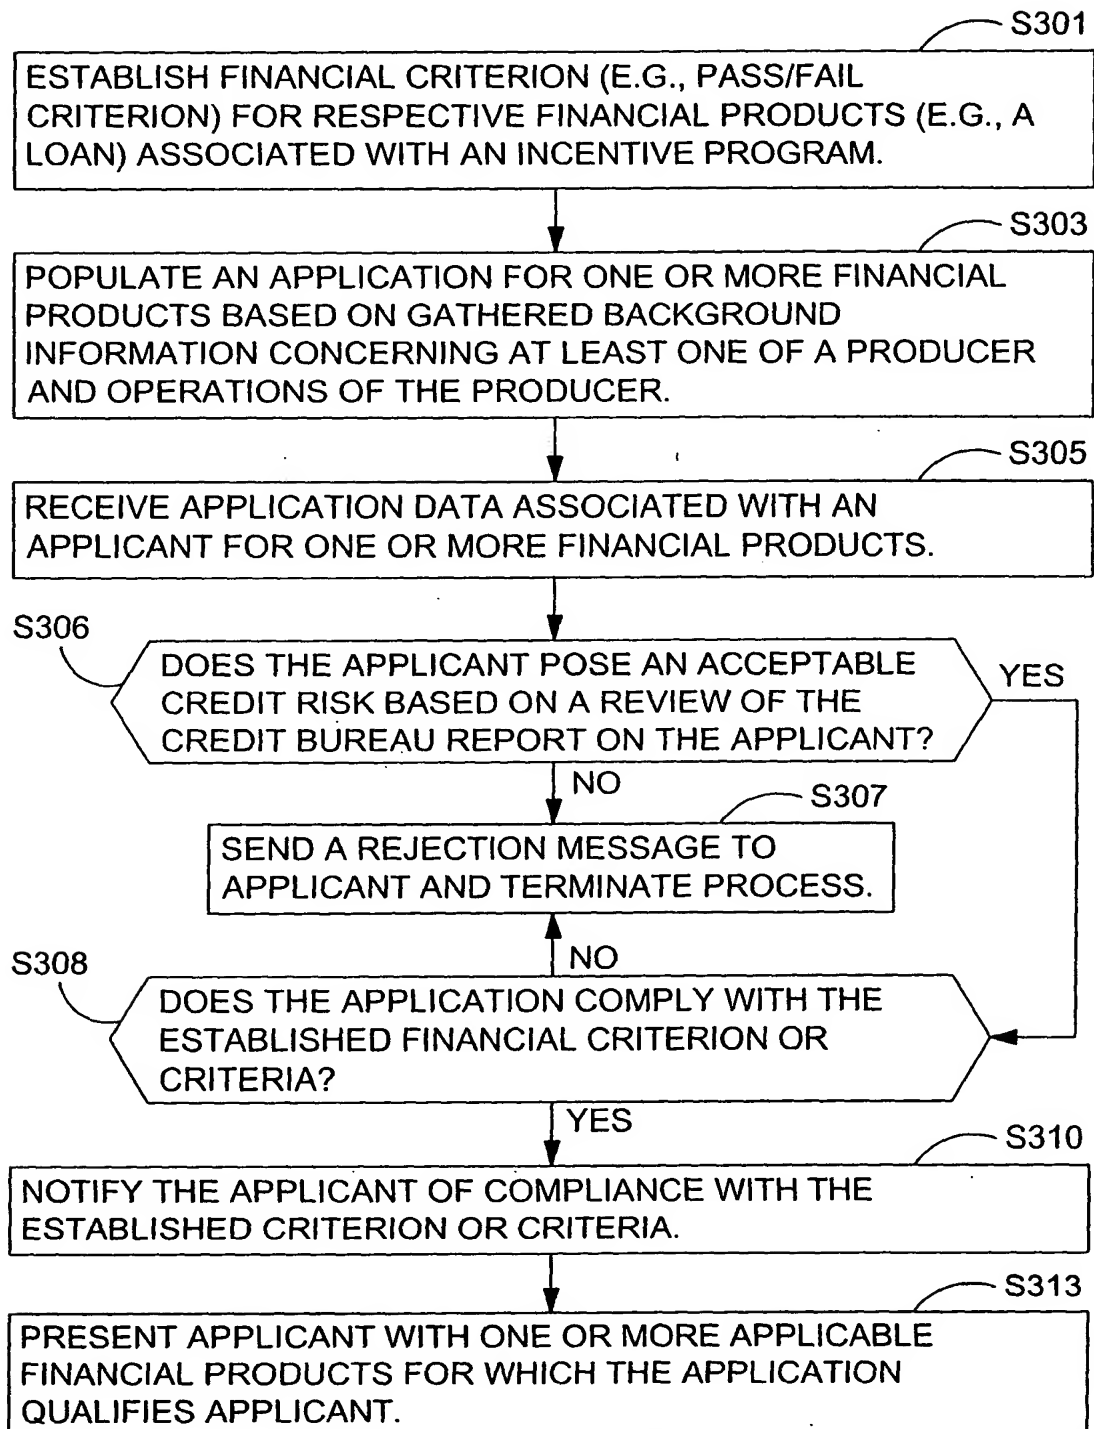 S301
ESTABLISH FINANCIAL CRITERION (E.G., PASS/FAIL
CRITERION) FOR RESPECTIVE FINANCIAL PRODUCTS (E.G., A
LOAN) ASSOCIATED WITH AN INCENTIVE PROGRAM.
S303
POPULATE AN APPLICATION FOR ONE OR MORE FINANCIAL
PRODUCTS BASED ON GATHERED BACKGROUND
INFORMATION CONCERNING AT LEAST ONE OF A PRODUCER
AND OPERATIONS OF THE PRODUCER.
S305
RECEIVE APPLICATION DATA ASSOCIATED WITH AN
APPLICANT FOR ONE OR MORE FINANCIAL PRODUCTS.
S306
DOES THE APPLICANT POSE AN ACCEPTABLE
CREDIT RISK BASED ON A REVIEW OF THE
CREDIT BUREAU REPORT ON THE APPLICANT?
YES
NO
S307
SEND A REJECTION MESSAGE TO
APPLICANT AND TERMINATE PROCESS.
NO
S308
DOES THE APPLICATION COMPLY WITH THE
ESTABLISHED FINANCIAL CRITERION OR
CRITERIA?
YES
S310
NOTIFY THE APPLICANT OF COMPLIANCE WITH THE
ESTABLISHED CRITERION OR CRITERIA.
S313
PRESENT APPLICANT WITH ONE OR MORE APPLICABLE
FINANCIAL PRODUCTS FOR WHICH THE APPLICATION
QUALIFIES APPLICANT.